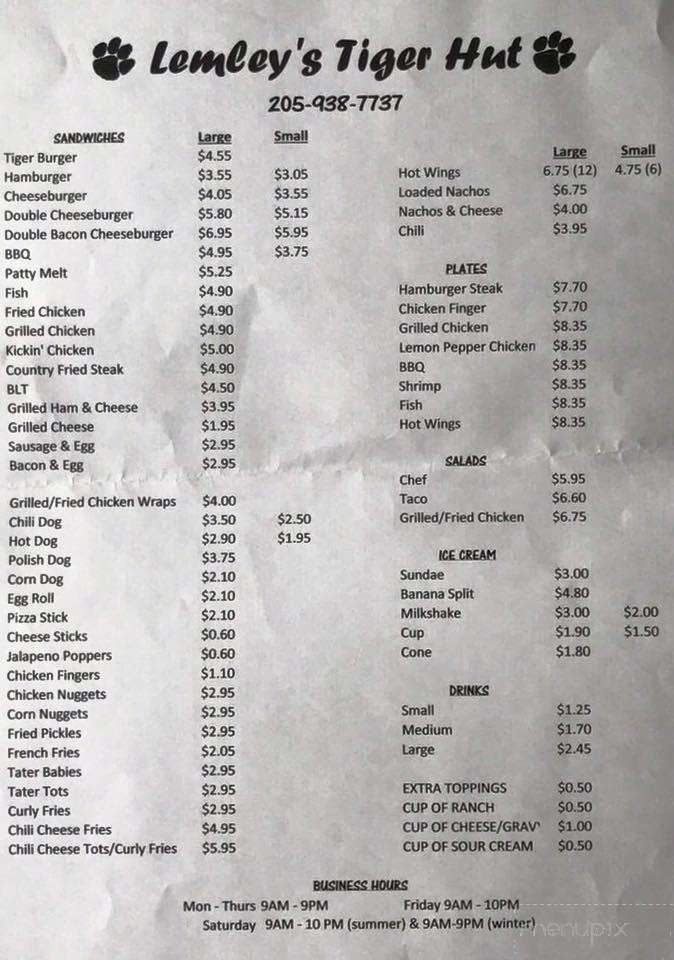 Lemley's Tiger Hut
205-938-7737
SANDWICHES Large Small
Tiger Burger $4.55
Hamburger $3.55 $3.05
Cheeseburger $4.05 $3.55
Double Cheeseburger $5.80 $5.15
Double Bacon Cheeseburger $6.95 $5.95
BBQ $4.95 $3.75
Patty Melt $5.25
Fish $4.90
Fried Chicken $4.90
Grilled Chicken $4.90
Kickin' Chicken $5.00
Country Fried Steak $4.90
BLT $4.50
Grilled Ham & Cheese $3.95
Grilled Cheese $1.95
Sausage & Egg $2.95
Bacon & Egg $2.95
Grilled/Fried Chicken Wraps $4.00
Chili Dog $3.50 $2.50
Hot Dog $2.90 $1.95
Polish Dog $3.75
Corn Dog $2.10
Egg Roll $2.10
Pizza Stick $2.10
Cheese Sticks $0.60
Jalapeno Poppers $0.60
Chicken Fingers $1.10
Chicken Nuggets $2.95
Corn Nuggets $2.95
Fried Pickles $2.95
French Fries $2.05
Tater Babies $2.95
Tater Tots $2.95
Curly Fries $2.95
Chili Cheese Fries $4.95
Chili Cheese Tots/Curly Fries $5.95
Large Small
Hot Wings 6.75 (12) 4.75 (6)
Loaded Nachos $6.75
Nachos & Cheese $4.00
Chili $3.95
PLATES
Hamburger Steak $7.70
Chicken Finger $7.70
Grilled Chicken $8.35
Lemon Pepper Chicken $8.35
BBQ $8.35
Shrimp $8.35
Fish $8.35
Hot Wings $8.35
SALADS
Chef $5.95
Taco $6.60
Grilled/Fried Chicken $6.75
ICE CREAM
Sundae $3.00
Banana Split $4.80
Milkshake $3.00 $2.00
Cup $1.90 $1.50
Cone $1.80
DRINKS
Small $1.25
Medium $1.70
Large $2.45
EXTRA TOPPINGS $0.50
CUP OF RANCH $0.50
CUP OF CHEESE/GRAV $1.00
CUP OF SOUR CREAM $0.50
BUSINESS HOURS
Mon - Thurs 9AM - 9PM Friday 9AM - 10PM
Saturday 9AM - 10 PM (summer) & 9AM-9PM (winter)
menupix